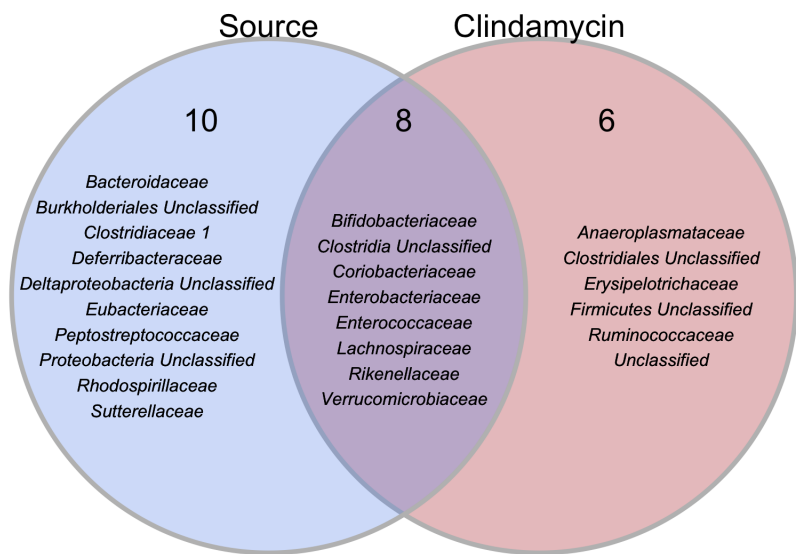 Source
Clindamycin
10
8
6
Bacteroidaceae
Burkholderiales Unclassified
Clostridiaceae 1
Deferribacteraceae
Deltaproteobacteria Unclassified
Eubacteriaceae
Peptostreptococcaceae
Proteobacteria Unclassified
Rhodospirillaceae
Sutterellaceae
Bifidobacteriaceae
Clostridia Unclassified
Coriobacteriaceae
Enterobacteriaceae
Enterococcaceae
Lachnospiraceae
Rikenellaceae
Verrucomicrobiaceae
Anaeroplasmataceae
Clostridiales Unclassified
Erysipelotrichaceae
Firmicutes Unclassified
Ruminococcaceae
Unclassified